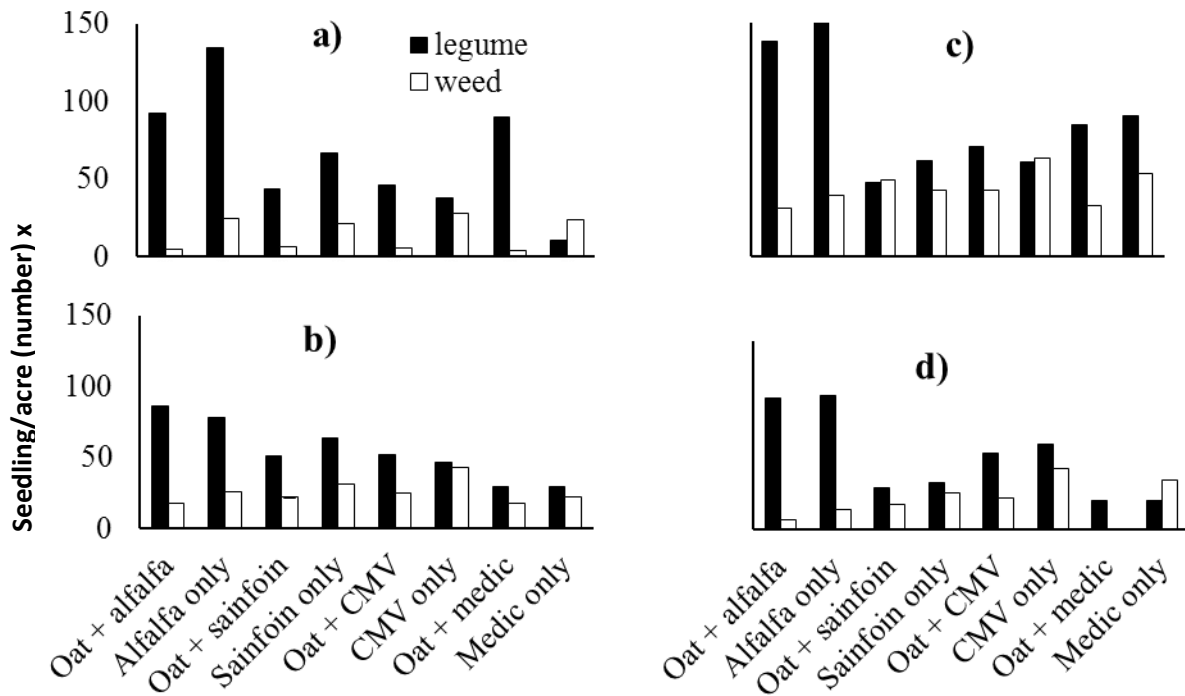 Seedling/acre (number) x
150
100
50
0
a)
legume
weed
c)
150
100
50
0
b)
d)
Oat + alfalfa
Alfalfa only
Oat + sainfoin
Sainfoin only
Oat + CMV
CMV only
Oat + medic
Medic only
Oat + alfalfa
Alfalfa only
Oat + sainfoin
Sainfoin only
Oat + CMV
CMV only
Oat + medic
Medic only